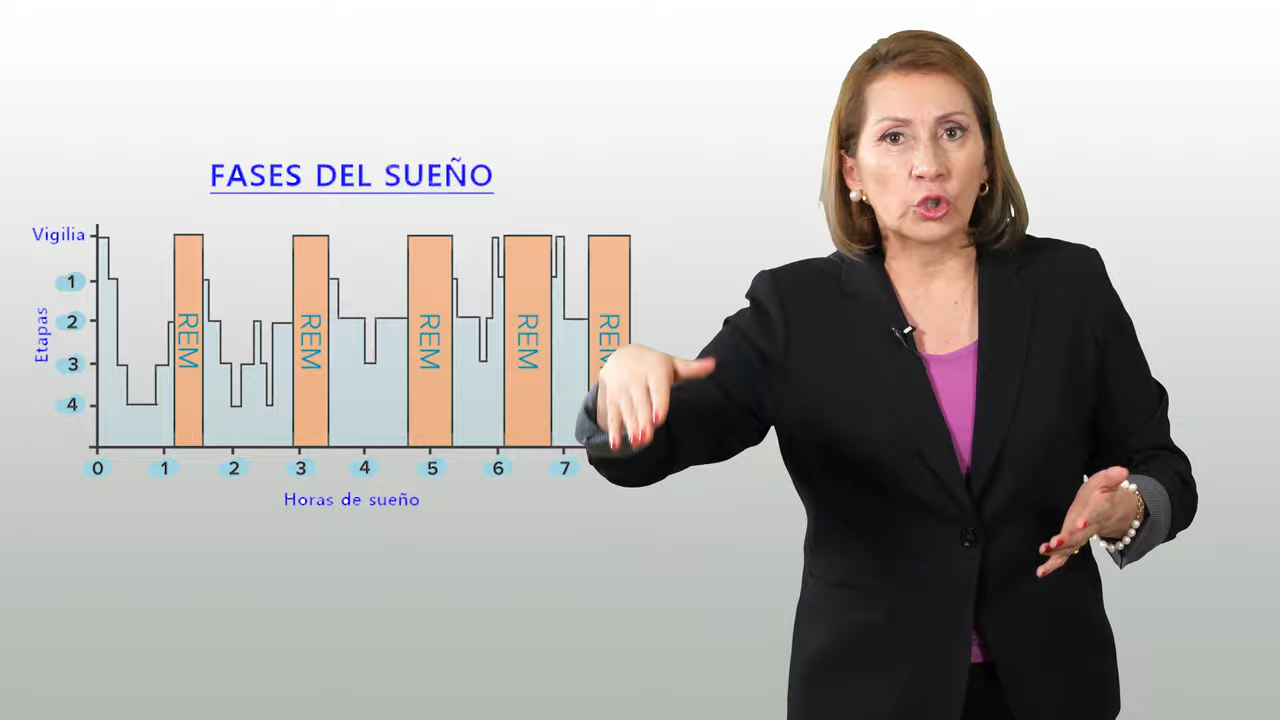 FASES DEL SUEÑO
Vigilia
1
2
3
4
Etapas
REM
REM
REM
REM
REM
0 1 2 3 4 5 6 7
Horas de sueño